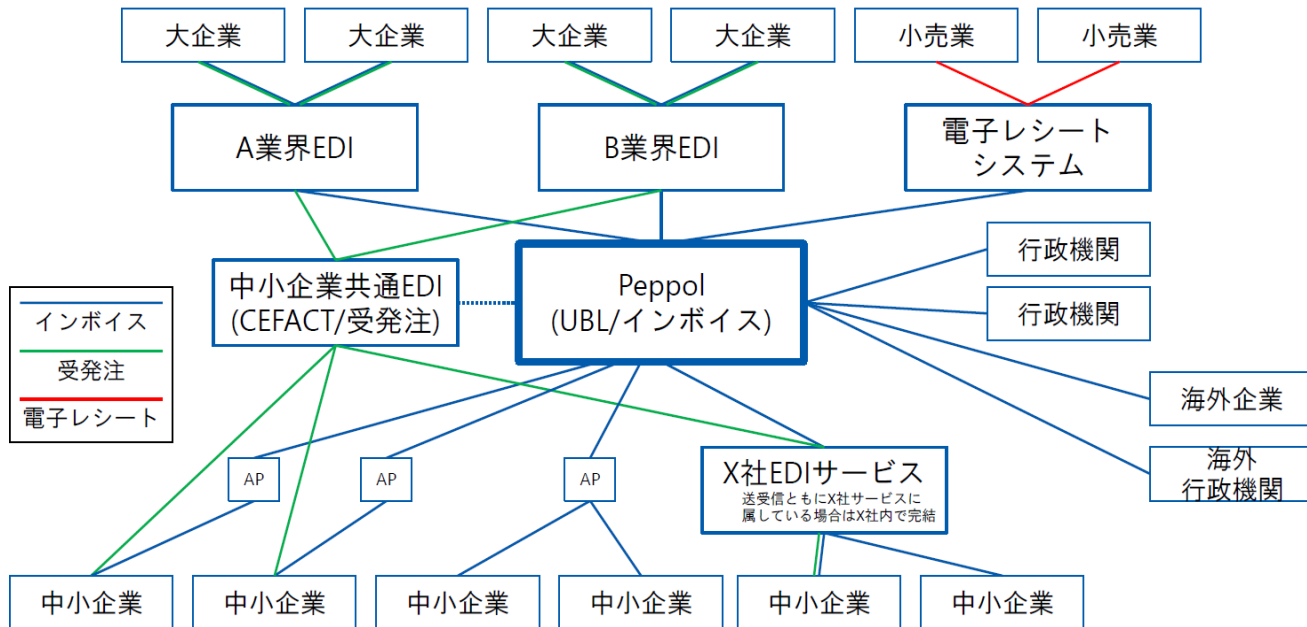 大企業
大企業
大企業
大企業
小売業
小売業
A業界EDI
B業界EDI
電子レシート
システム
中小企業共通EDI
(CEFACT/受発注)
Peppol
(UBL/インボイス)
行政機関
行政機関
海外企業
海外
行政機関
インボイス
受発注
電子レシート
AP
AP
AP
X社EDIサービス
送受信ともにX社サービスに
属している場合はX社内で完結
中小企業
中小企業
中小企業
中小企業
中小企業
中小企業